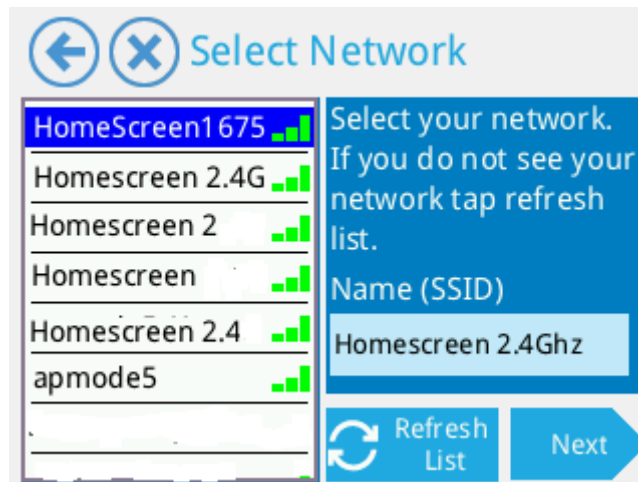 Select Network
HomeScreen1675
Homescreen 2.4G
Homescreen 2
Homescreen
Homescreen 2.4
apmode5
Select your network.
If you do not see your
network tap refresh
list.
Name (SSID)
Homescreen 2.4Ghz
Refresh
List
Next